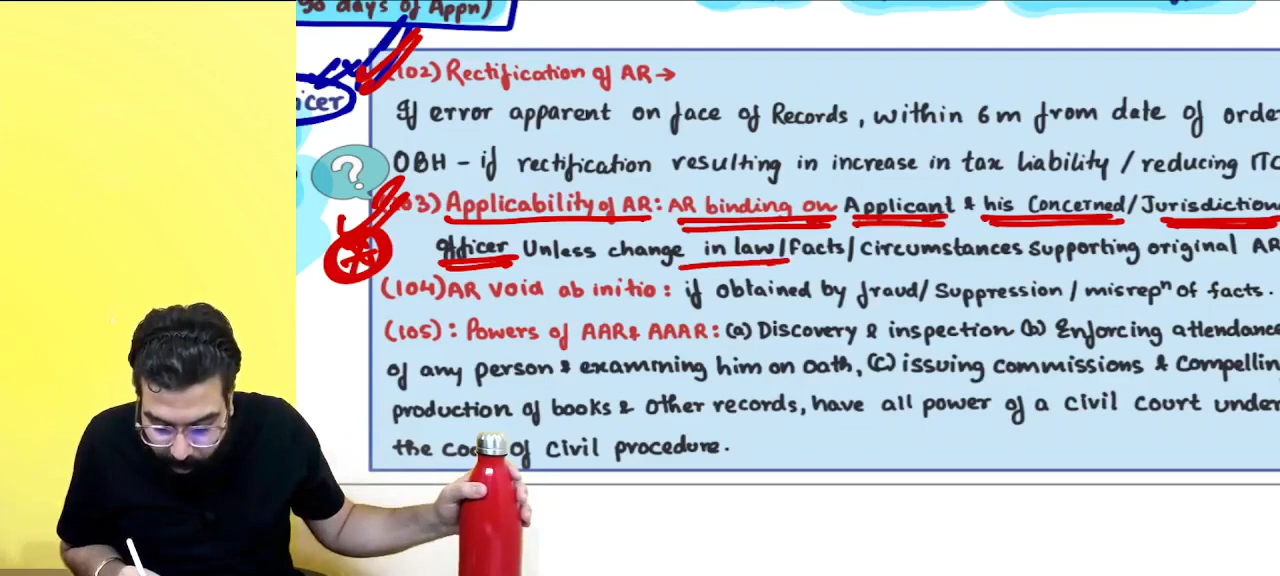 90 days of Appn)
icer
(102) Rectification of AR →
If error apparent on face of Records, within 6m from date of orde
OBH - if rectification resulting in increase in tax liability / reducing ITC
?
03) Applicability of AR: AR binding on Applicant & his Concerned/Jurisdiction
officer Unless change in law/facts/circumstances supporting original AR
(104) AR void ab initio: if obtained by fraud/ Suppression / misrepⁿ of facts.
(105): Powers of AAR & AAAR: (a) Discovery & inspection (b) Enforcing attendance
of any person & examining him on oath, (c) issuing commissions & Compellin
production of books & other records, have all power of a civil court under
the co of civil procedure.